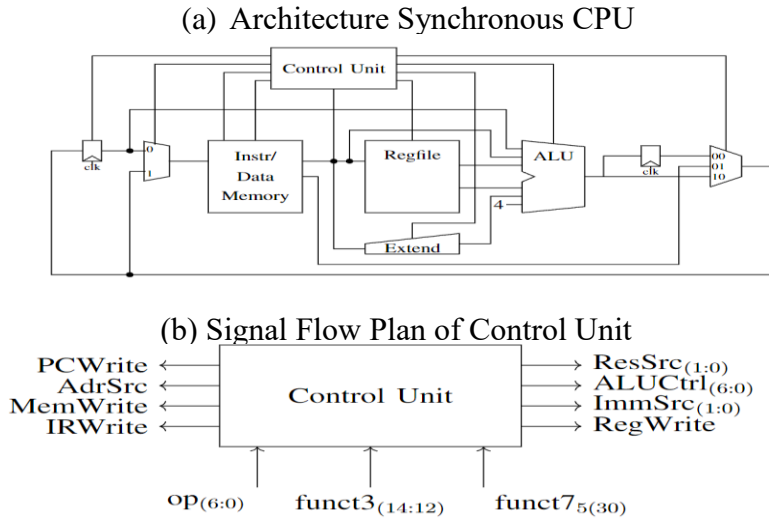 (a) Architecture Synchronous CPU
Control Unit
0
1
clk
Instr/
Data
Memory
Regfile
ALU
4
Extend
clk
00
01
10
(b) Signal Flow Plan of Control Unit
PCWrite
AdrSrc
MemWrite
IRWrite
Control Unit
ResSrc(1:0)
ALUCtrl(6:0)
ImmSrc(1:0)
RegWrite
op(6:0) funct3(14:12) funct75(30)